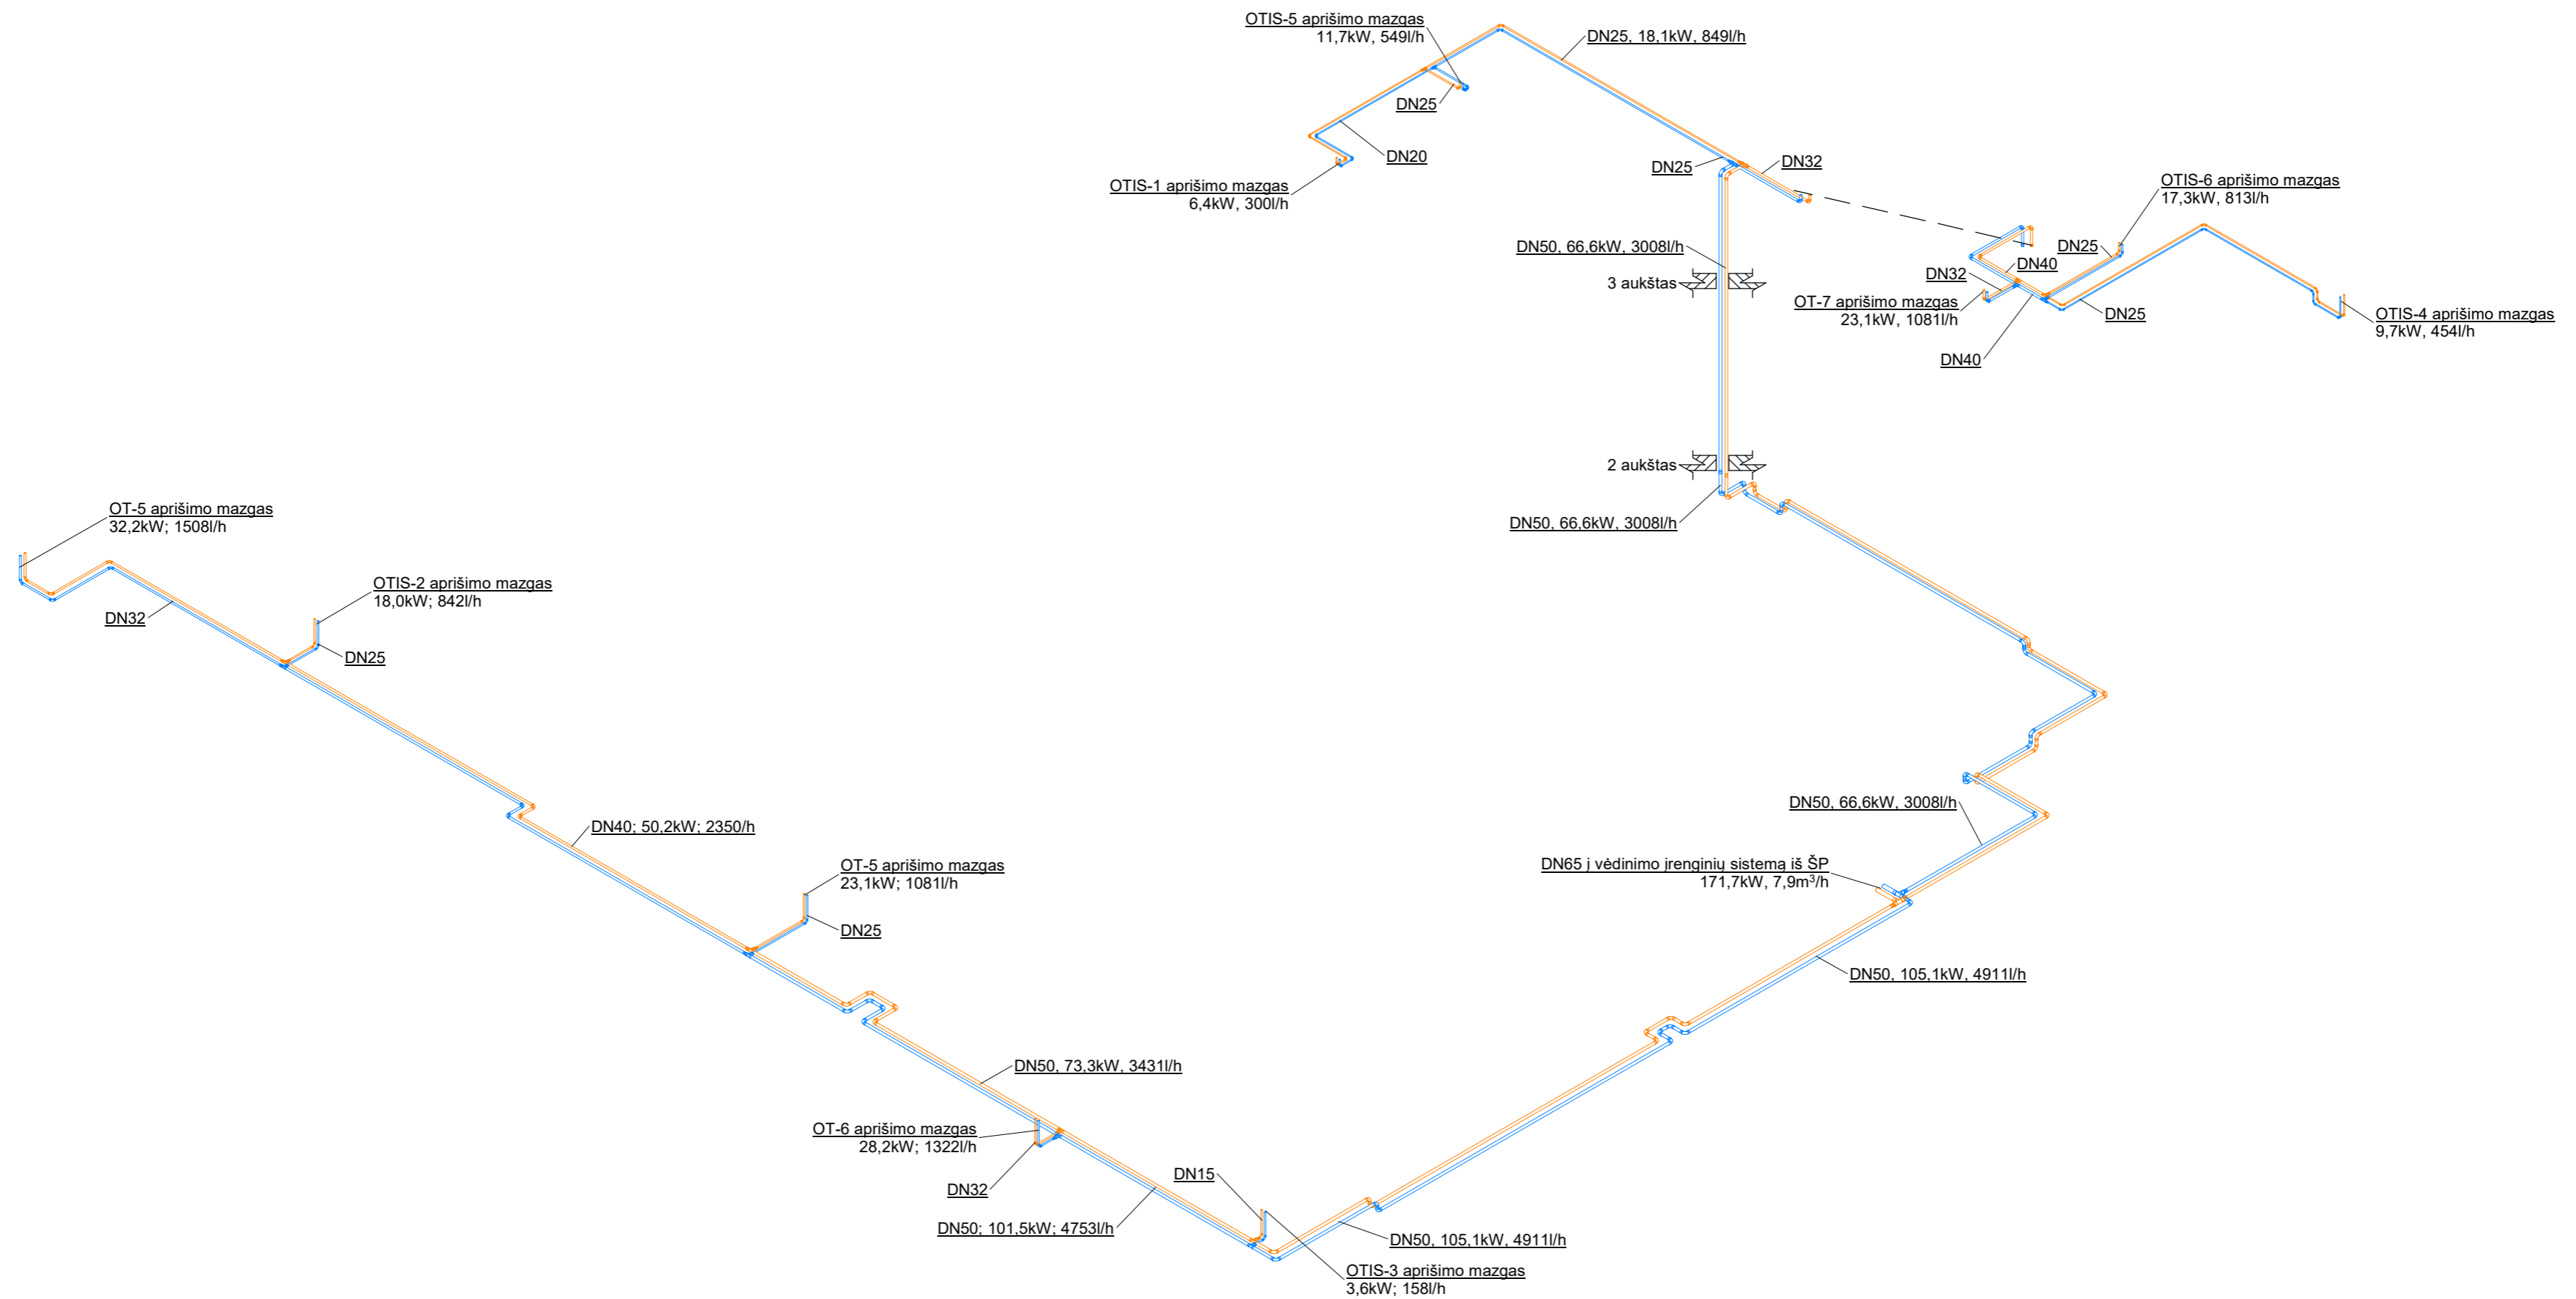 OTIS-5 aprišimo mazgas
11,7kW, 549l/h
DN25, 18,1kW, 849l/h
DN25
DN20
DN25
DN32
OTIS-1 aprišimo mazgas
6,4kW, 300l/h
OTIS-6 aprišimo mazgas
17,3kW, 813l/h
DN50, 66,6kW, 3008l/h
DN25
DN40
DN32
3 aukštas
OT-7 aprišimo mazgas
23,1kW, 1081l/h
DN25
OTIS-4 aprišimo mazgas
9,7kW, 454l/h
DN40
2 aukštas
OT-5 aprišimo mazgas
32,2kW; 1508l/h
DN50, 66,6kW, 3008l/h
OTIS-2 aprišimo mazgas
18,0kW; 842l/h
DN32
DN25
DN50, 66,6kW, 3008l/h
DN40; 50,2kW; 2350/h
OT-5 aprišimo mazgas
23,1kW; 1081l/h
DN65 į vėdinimo įrenginių sistemą iš ŠP
171,7kW, 7,9m³/h
DN25
DN50, 105,1kW, 4911l/h
DN50, 73,3kW, 3431l/h
OT-6 aprišimo mazgas
28,2kW; 1322l/h
DN15
DN32
DN50; 101,5kW; 4753l/h
DN50, 105,1kW, 4911l/h
OTIS-3 aprišimo mazgas
3,6kW; 158l/h